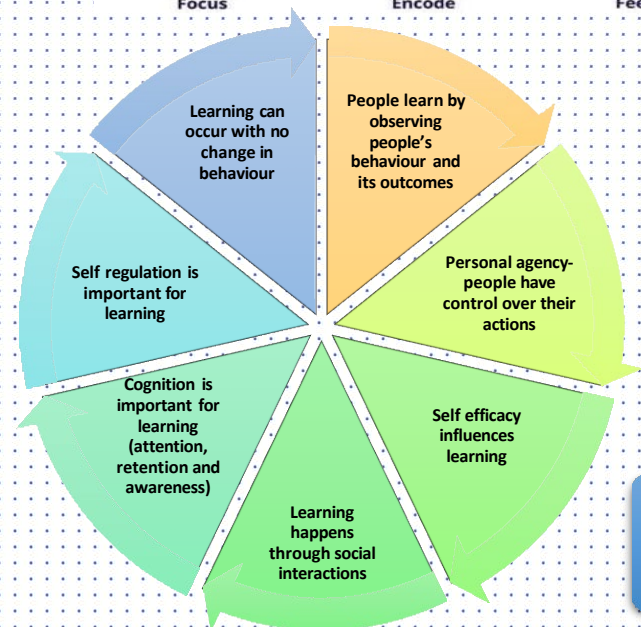 Focus
Encode
People learn by
observing
people's
behaviour and
its outcomes
Personal agency-
people have
control over their
actions
Self efficacy
influences
learning
Learning
happens
through social
interactions
Cognition is
important for
learning
(attention,
retention and
awareness)
Self regulation is
important for
learning
Learning can
occur with no
change in
behaviour